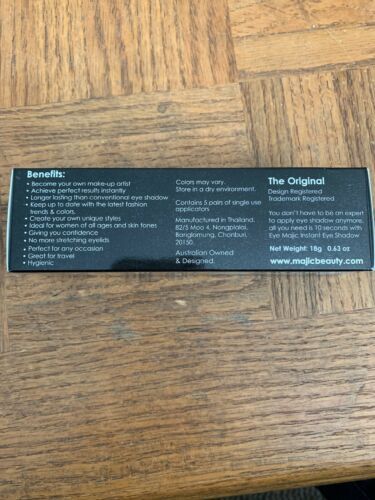 Benefits:
• Become your own make-up artist
• Achieve perfect results instantly
• Longer lasting than conventional eye shadow
• Keep up to date with the latest fashion
trends & colors.
• Create your own unique styles
• Ideal for women of all ages and skin tones
• Giving you confidence
• No more stretching eyelids
• Perfect for any occasion
• Great for travel
• Hygienic
Colors may vary.
Store in a dry environment.
Contains 5 pairs of single use
applicators
Manufactured in Thailand.
82/5 Moo 4, Nongplalai,
Banglamung, Chonburi,
20150.
Australian Owned
& Designed.
The Original
Design Registered
Trademark Registered
You don't have to be an expert
to apply eye shadow anymore,
all you need is 10 seconds with
Eye Majic Instant Eye Shadow
Net Weight: 18g 0.63 oz
www.majicbeauty.com